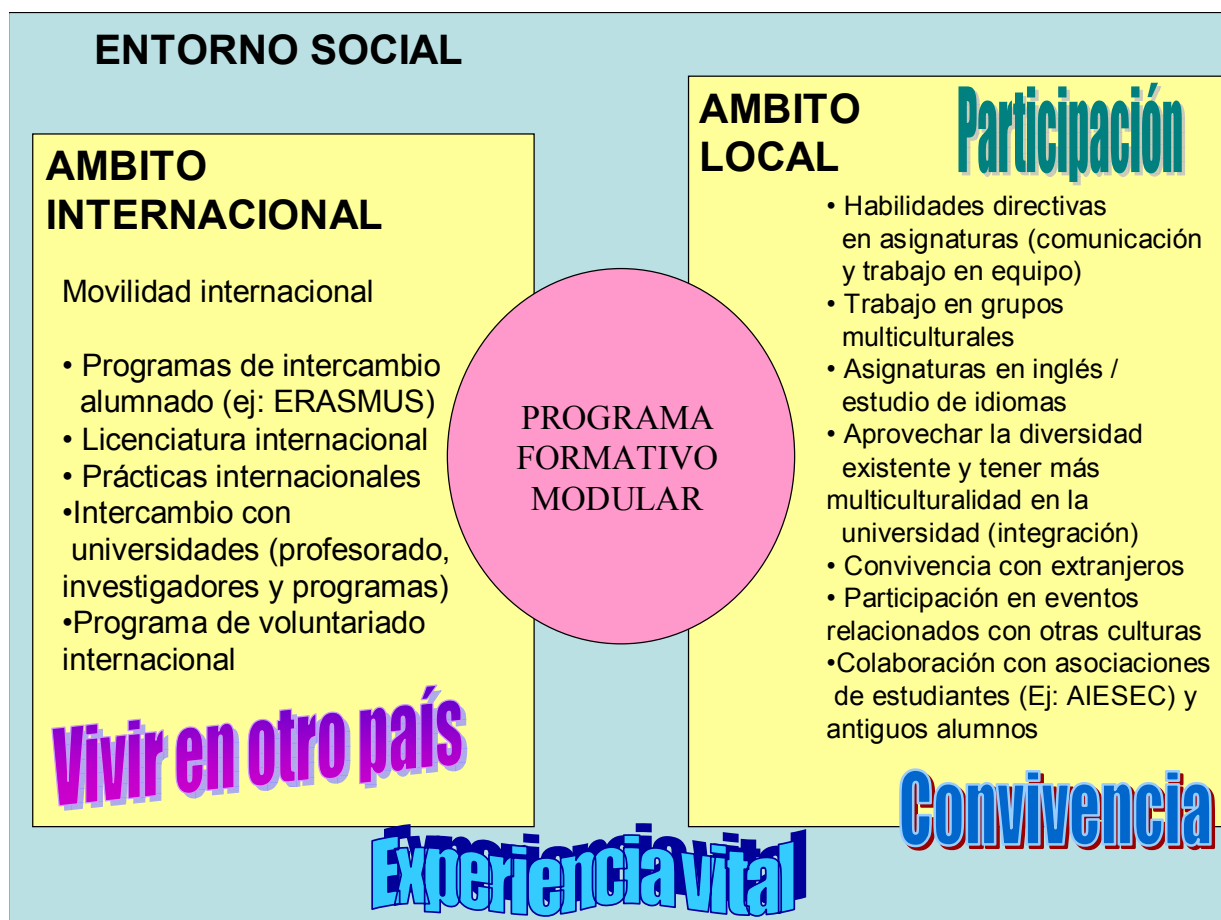 ENTORNO SOCIAL
AMBITO
INTERNACIONAL
Movilidad internacional
• Programas de intercambio
alumnado (ej: ERASMUS)
• Licenciatura internacional
• Prácticas internacionales
•Intercambio con
universidades (profesorado,
investigadores y programas)
•Programa de voluntariado
internacional
Vivir en otro país
PROGRAMA
FORMATIVO
MODULAR
AMBITO
LOCAL
Participación
• Habilidades directivas
en asignaturas (comunicación
y trabajo en equipo)
• Trabajo en grupos
multiculturales
• Asignaturas en inglés /
estudio de idiomas
• Aprovechar la diversidad
existente y tener más
multiculturalidad en la
universidad (integración)
• Convivencia con extranjeros
• Participación en eventos
relacionados con otras culturas
•Colaboración con asociaciones
de estudiantes (Ej: AIESEC) y
antiguos alumnos
Convivencia
Experiencia vital